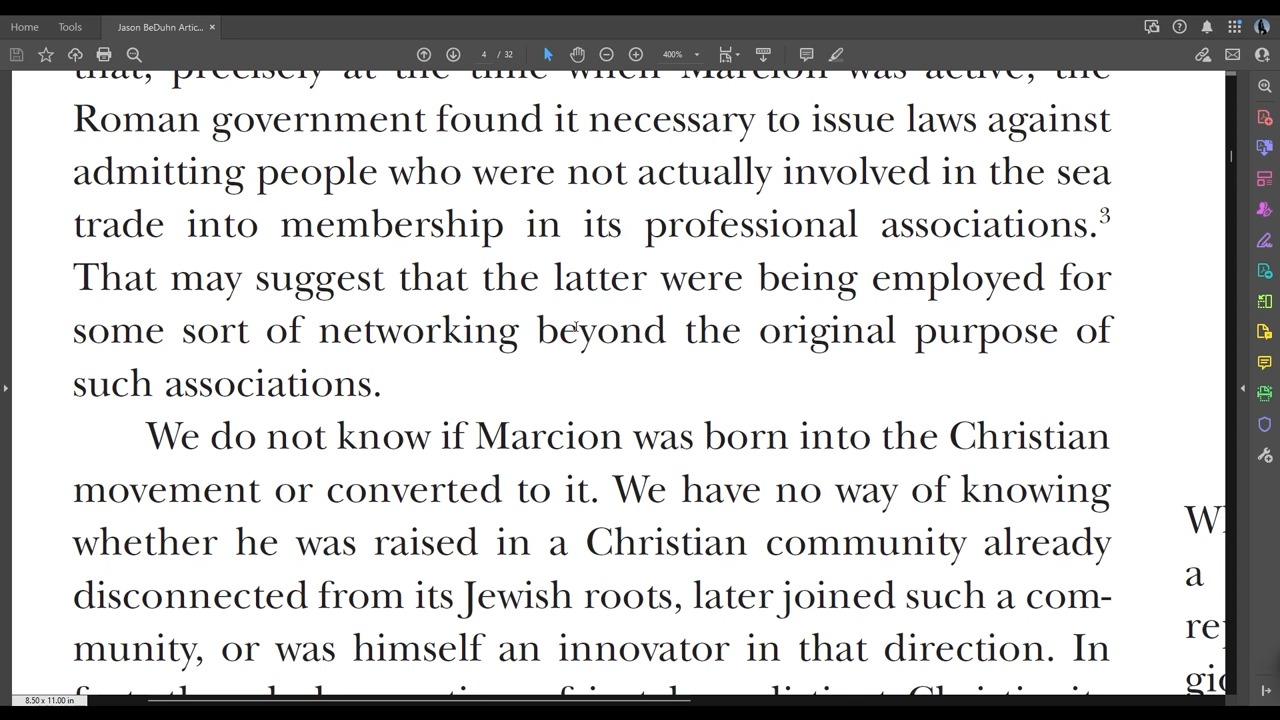 Home
Tools
Jason BeDuhn Artic...
4 / 32
400%
that, precisely at the time when Marcion was active, the
Roman government found it necessary to issue laws against
admitting people who were not actually involved in the sea
trade into membership in its professional associations.³
That may suggest that the latter were being employed for
some sort of networking beyond the original purpose of
such associations.
We do not know if Marcion was born into the Christian
movement or converted to it. We have no way of knowing
whether he was raised in a Christian community already
disconnected from its Jewish roots, later joined such a com-
munity, or was himself an innovator in that direction. In
a
8.50 x 11.00 in